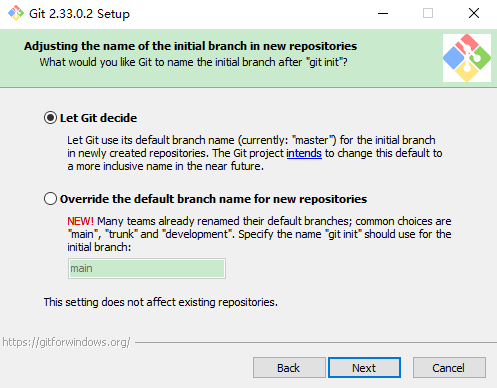 Git 2.33.0.2 Setup
Adjusting the name of the initial branch in new repositories
What would you like Git to name the initial branch after "git init"?
Let Git decide
Let Git use its default branch name (currently: "master") for the initial branch
in newly created repositories. The Git project intends to change this default to
a more inclusive name in the near future.
Override the default branch name for new repositories
NEW! Many teams already renamed their default branches; common choices are
"main", "trunk" and "development". Specify the name "git init" should use for the
initial branch:
main
This setting does not affect existing repositories.
https://gitforwindows.org/
Back
Next
Cancel